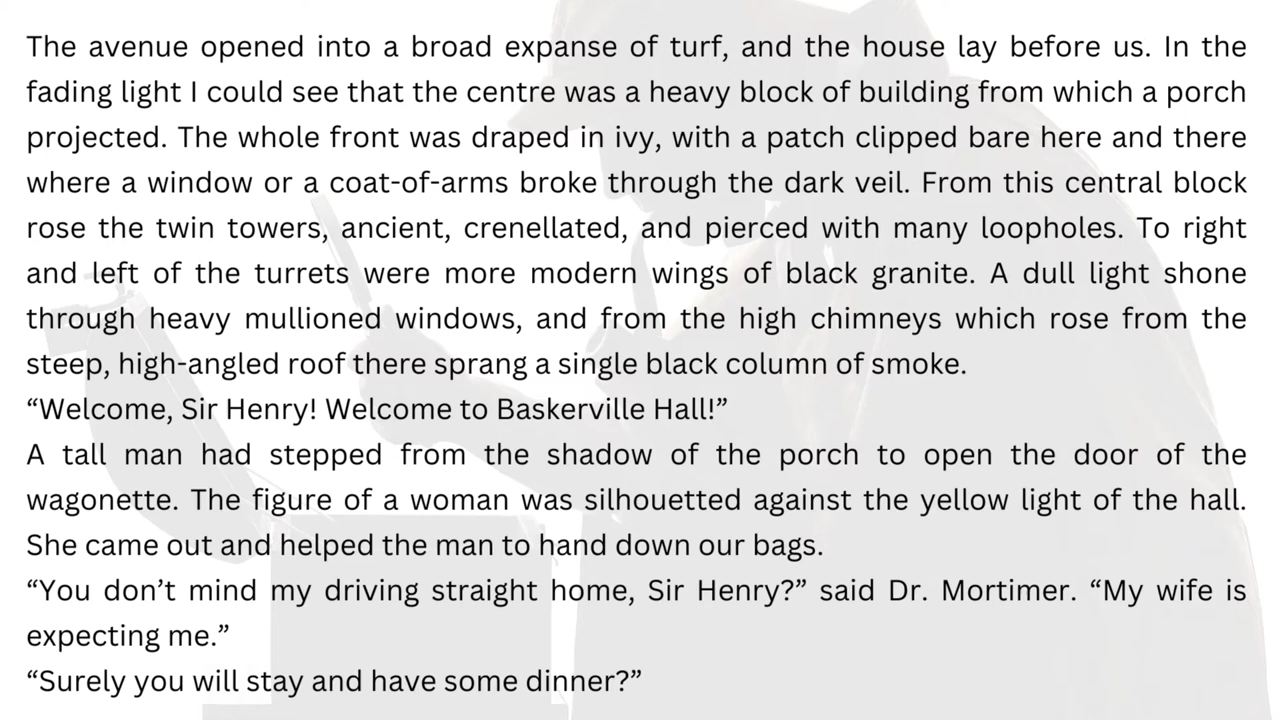 The avenue opened into a broad expanse of turf, and the house lay before us. In the
fading light I could see that the centre was a heavy block of building from which a porch
projected. The whole front was draped in ivy, with a patch clipped bare here and there
where a window or a coat-of-arms broke through the dark veil. From this central block
rose the twin towers, ancient, crenellated, and pierced with many loopholes. To right
and left of the turrets were more modern wings of black granite. A dull light shone
through heavy mullioned windows, and from the high chimneys which rose from the
steep, high-angled roof there sprang a single black column of smoke.
“Welcome, Sir Henry! Welcome to Baskerville Hall!”
A tall man had stepped from the shadow of the porch to open the door of the
wagonette. The figure of a woman was silhouetted against the yellow light of the hall.
She came out and helped the man to hand down our bags.
“You don’t mind my driving straight home, Sir Henry?” said Dr. Mortimer. “My wife is
expecting me.”
“Surely you will stay and have some dinner?”